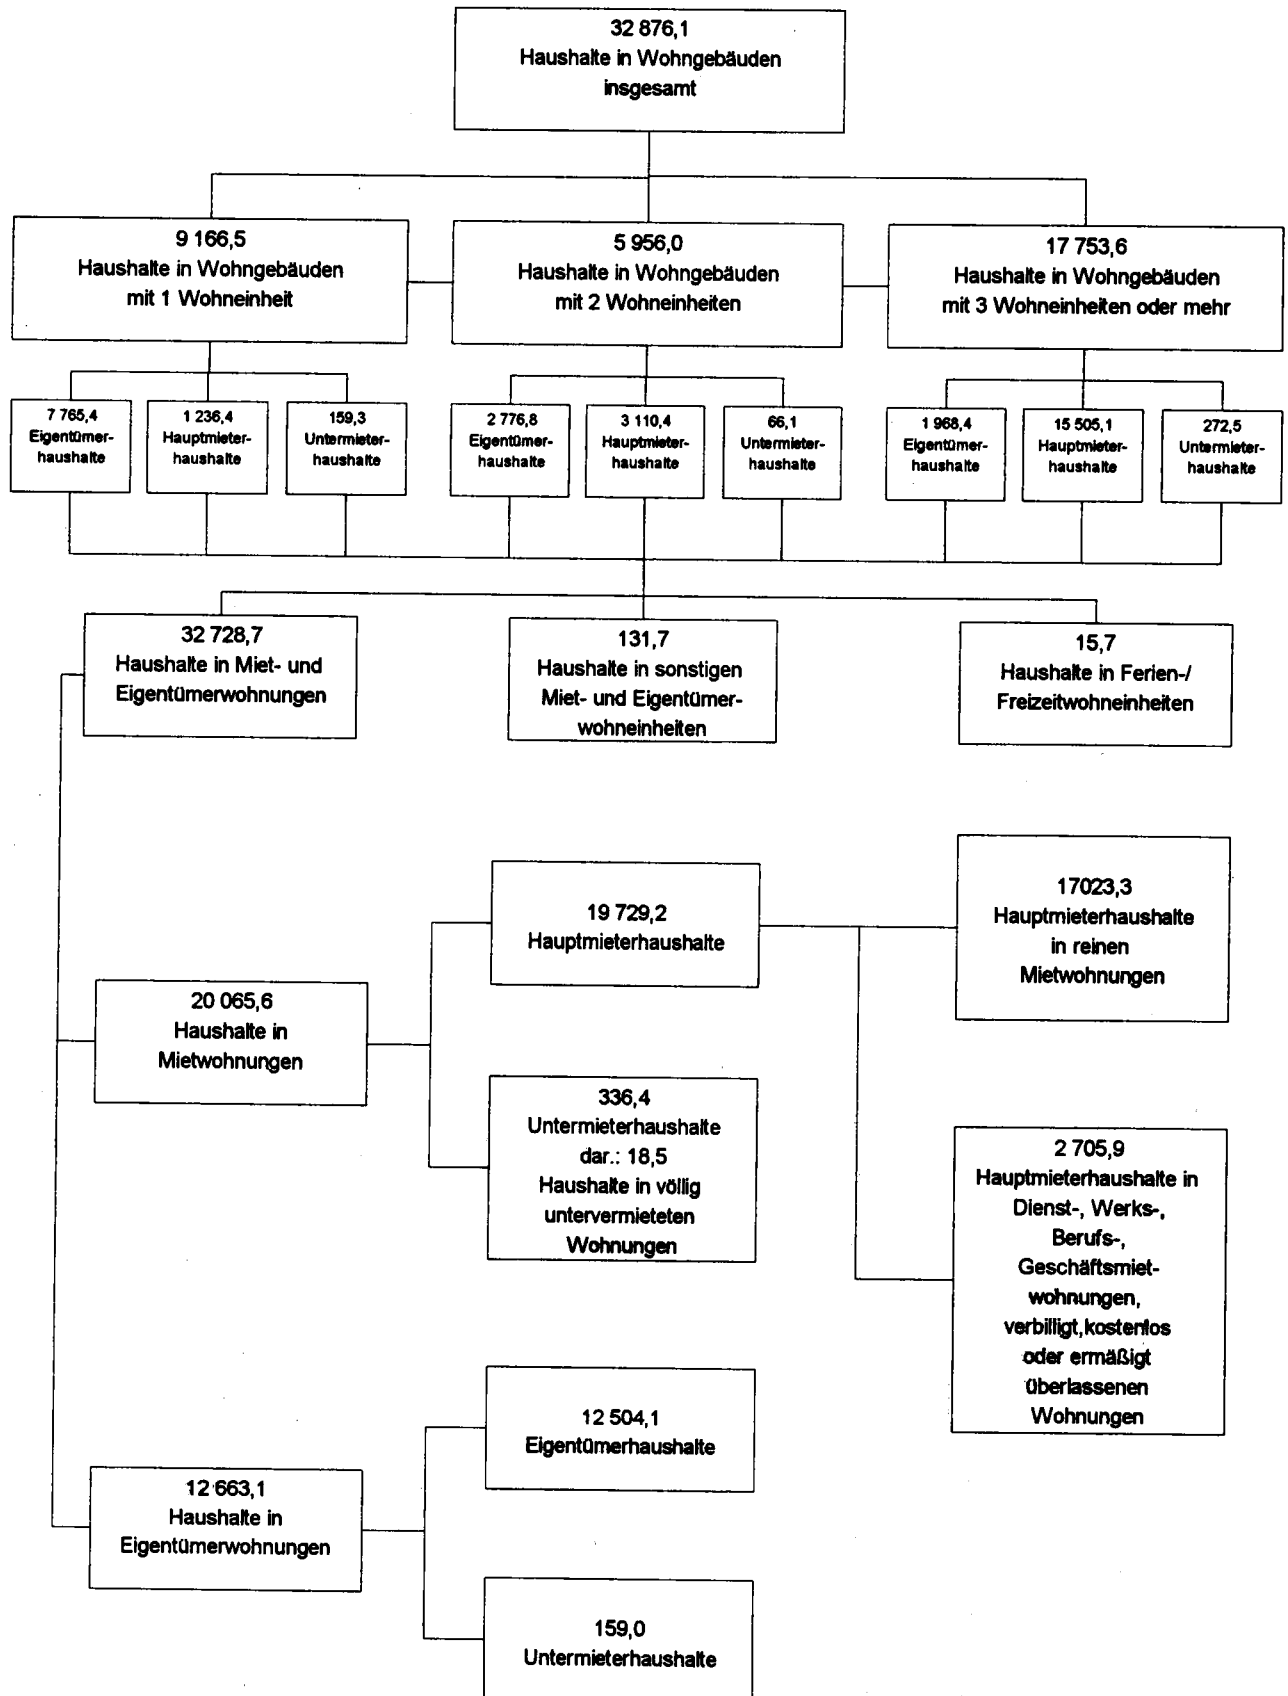 32 876,1
Haushalte in Wohngebäuden
insgesamt
9 166,5
Haushalte in Wohngebäuden
mit 1 Wohneinheit
5 956,0
Haushalte in Wohngebäuden
mit 2 Wohneinheiten
17 753,6
Haushalte in Wohngebäuden
mit 3 Wohneinheiten oder mehr
7 765,4
Eigentümer-
haushalte
1 236,4
Hauptmieter-
haushalte
159,3
Untermieter-
haushalte
2 776,8
Eigentümer-
haushalte
3 110,4
Hauptmieter-
haushalte
66,1
Untermieter-
haushalte
1 968,4
Eigentümer-
haushalte
15 505,1
Hauptmieter-
haushalte
272,5
Untermieter-
haushalte
32 728,7
Haushalte in Miet- und
Eigentümerwohnungen
131,7
Haushalte in sonstigen
Miet- und Eigentümer-
wohneinheiten
15,7
Haushalte in Ferien-/
Freizeitwohneinheiten
19 729,2
Hauptmieterhaushalte
17023,3
Hauptmieterhaushalte
in reinen
Mietwohnungen
20 065,6
Haushalte in
Mietwohnungen
336,4
Untermieterhaushalte
dar.: 18,5
Haushalte in völlig
untervermieteten
Wohnungen
2 705,9
Hauptmieterhaushalte in
Dienst-, Werks-,
Berufs-,
Geschäftsmiet-
wohnungen,
verbilligt,kostenlos
oder ermäßigt
überlassenen
Wohnungen
12 504,1
Eigentümerhaushalte
12 663,1
Haushalte in
Eigentümerwohnungen
159,0
Untermieterhaushalte